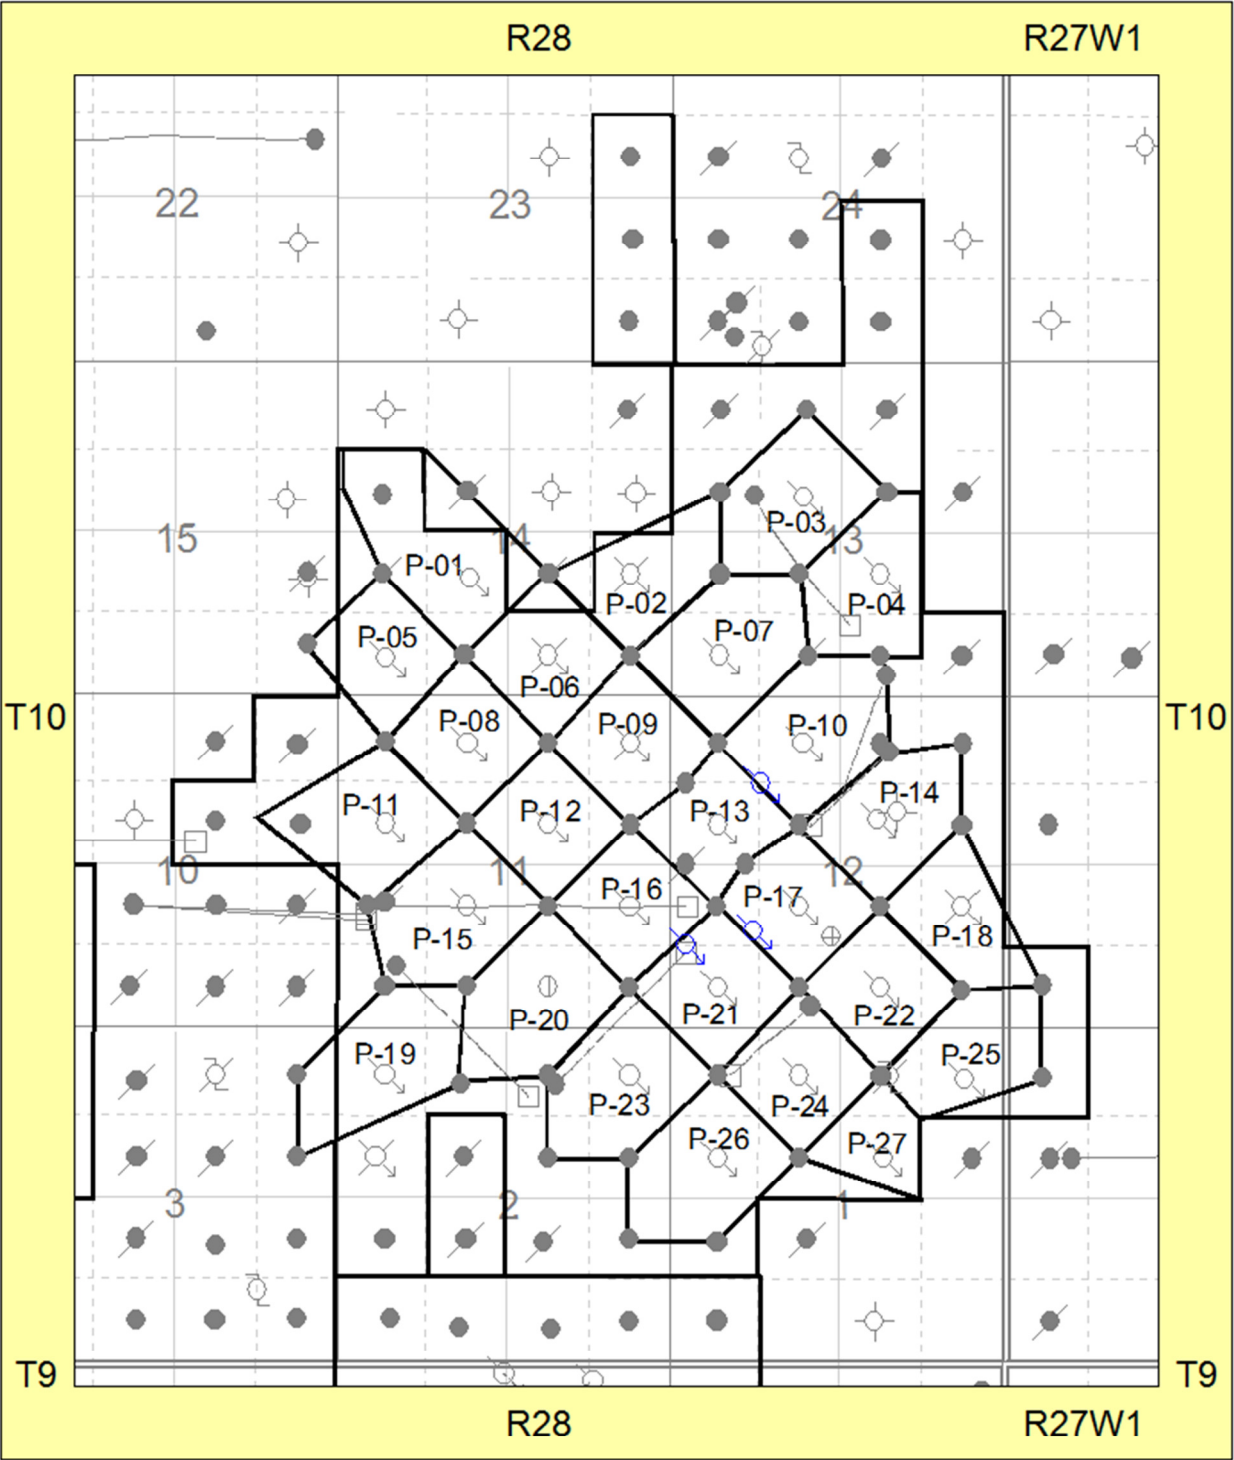 R28 R27W1
22 23 24
15 14 13
P-03
P-01
P-02 P-04
P-05 P-07
P-06
T10 P-08 P-09 P-10 T10
P-11 P-12 P-13 P-14
10 11 12
P-16 P-17
P-15 P-18
P-20 P-21 P-22
P-19 P-25
P-23 P-24
P-26 P-27
3 2 1
T9 T9
R28 R27W1